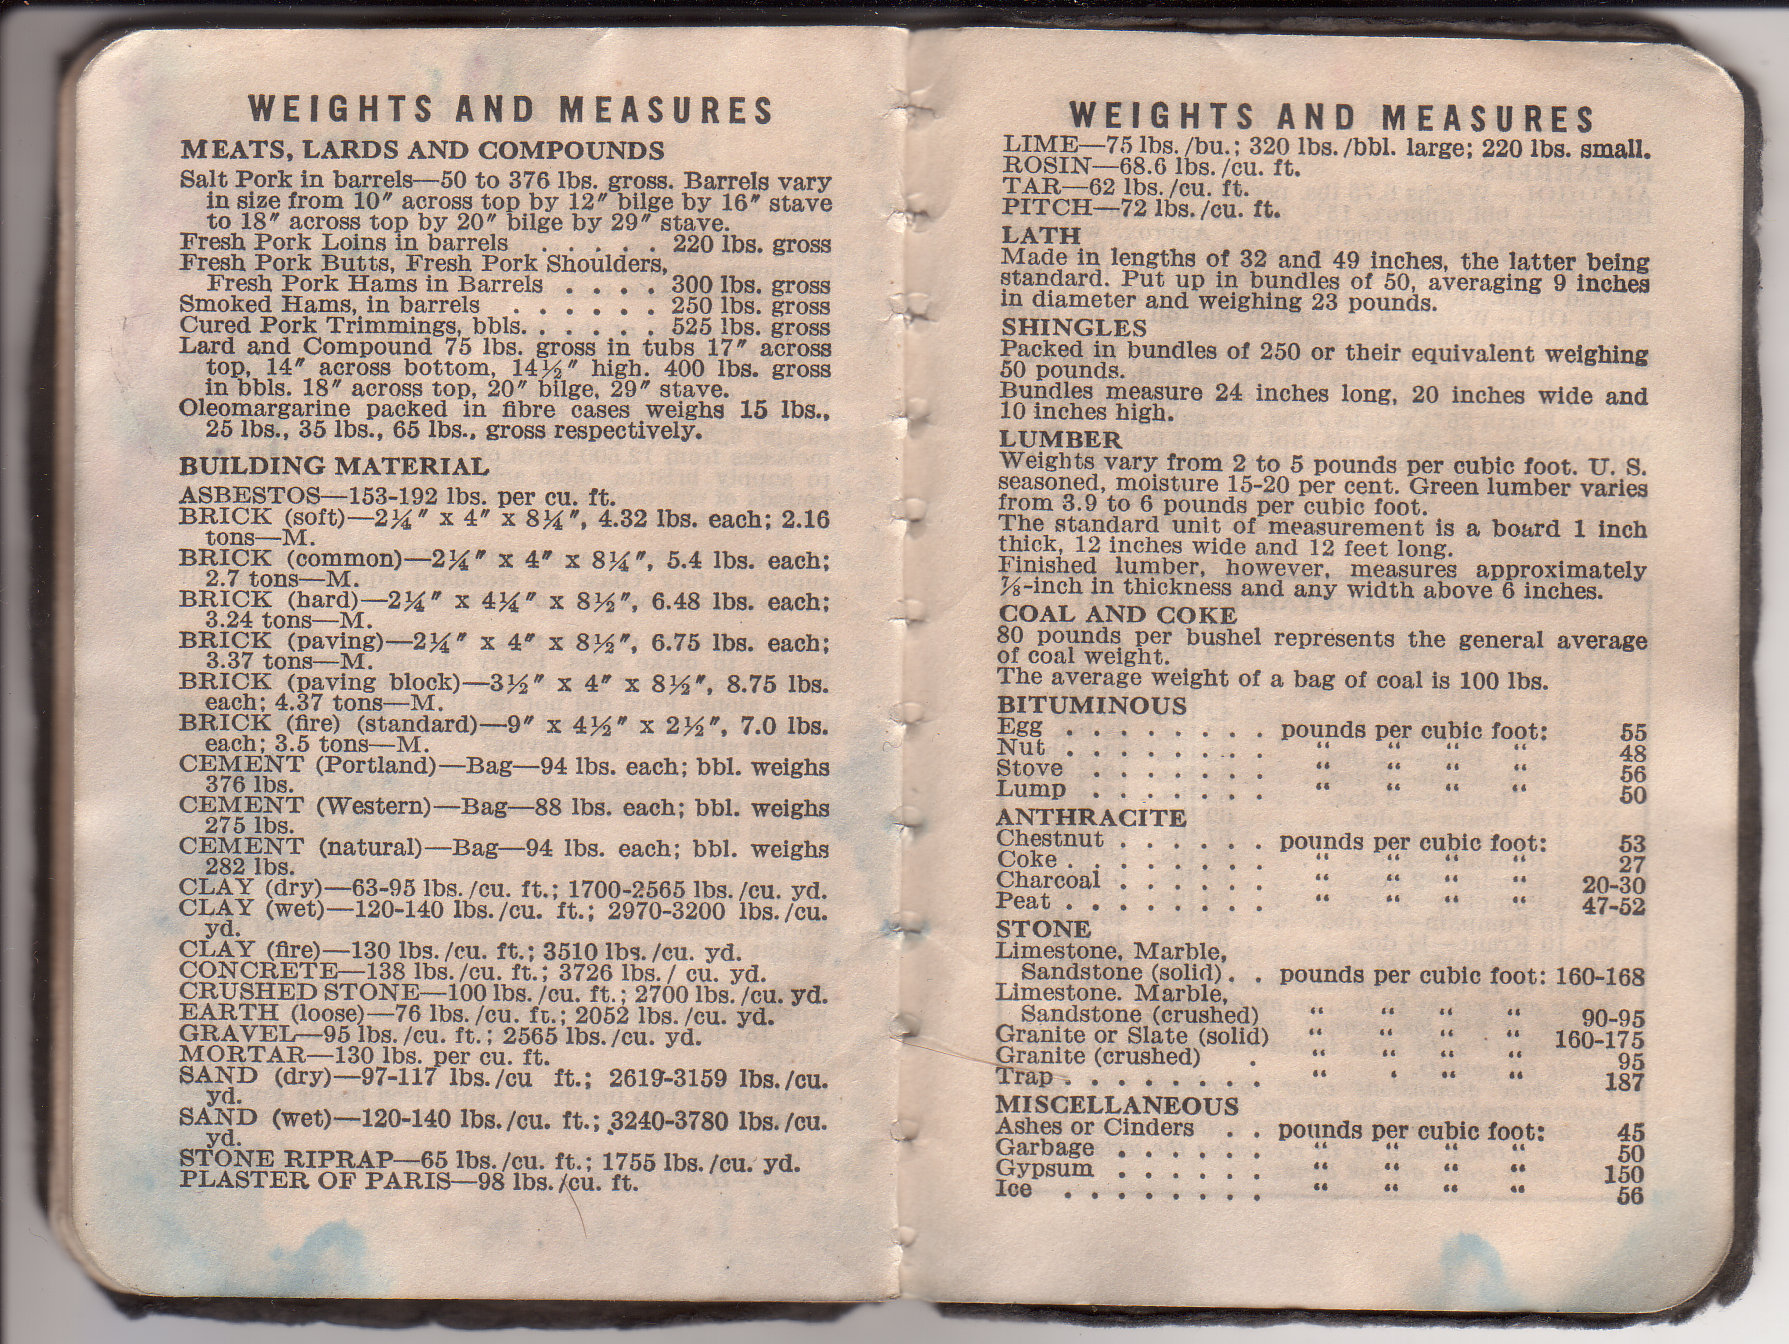 WEIGHTS AND MEASURES
MEATS, LARDS AND COMPOUNDS
Salt Pork in barrels—50 to 376 lbs. gross. Barrels vary
in size from 10″ across top by 12″ bilge by 16″ stave
to 18″ across top by 20″ bilge by 29″ stave.
Fresh Pork Loins in barrels . . . . . 220 lbs. gross
Fresh Pork Butts, Fresh Pork Shoulders,
Fresh Pork Hams in Barrels . . . . 300 lbs. gross
Smoked Hams, in barrels . . . . . . 250 lbs. gross
Cured Pork Trimmings, bbls. . . . . . 525 lbs. gross
Lard and Compound 75 lbs. gross in tubs 17″ across
top, 14″ across bottom, 14½″ high. 400 lbs. gross
in bbls. 18″ across top, 20″ bilge, 29″ stave.
Oleomargarine packed in fibre cases weighs 15 lbs.,
25 lbs., 35 lbs., 65 lbs., gross respectively.
BUILDING MATERIAL
ASBESTOS—153-192 lbs. per cu. ft.
BRICK (soft)—2¼″ x 4″ x 8¼″, 4.32 lbs. each; 2.16
tons—M.
BRICK (common)—2¼″ x 4″ x 8¼″, 5.4 lbs. each;
2.7 tons—M.
BRICK (hard)—2¼″ x 4¼″ x 8½″, 6.48 lbs. each;
3.24 tons—M.
BRICK (paving)—2¼″ x 4″ x 8½″, 6.75 lbs. each;
3.37 tons—M.
BRICK (paving block)—3½″ x 4″ x 8½″, 8.75 lbs.
each; 4.37 tons—M.
BRICK (fire) (standard)—9″ x 4½″ x 2½″, 7.0 lbs.
each; 3.5 tons—M.
CEMENT (Portland)—Bag—94 lbs. each; bbl. weighs
376 lbs.
CEMENT (Western)—Bag—88 lbs. each; bbl. weighs
275 lbs.
CEMENT (natural)—Bag—94 lbs. each; bbl. weighs
282 lbs.
CLAY (dry)—63-95 lbs./cu. ft.; 1700-2565 lbs./cu. yd.
CLAY (wet)—120-140 lbs./cu. ft.; 2970-3200 lbs./cu.
yd.
CLAY (fire)—130 lbs./cu. ft.; 3510 lbs./cu. yd.
CONCRETE—138 lbs./cu. ft.; 3726 lbs./ cu. yd.
CRUSHED STONE—100 lbs./cu. ft.; 2700 lbs./cu. yd.
EARTH (loose)—76 lbs./cu. ft.; 2052 lbs./cu. yd.
GRAVEL—95 lbs./cu. ft.; 2565 lbs./cu. yd.
MORTAR—130 lbs. per cu. ft.
SAND (dry)—97-117 lbs./cu ft.; 2619-3159 lbs./cu.
yd.
SAND (wet)—120-140 lbs./cu. ft.; 3240-3780 lbs./cu.
yd.
STONE RIPRAP—65 lbs./cu. ft.; 1755 lbs./cu. yd.
PLASTER OF PARIS—98 lbs./cu. ft.
WEIGHTS AND MEASURES
LIME—75 lbs./bu.; 320 lbs./bbl. large; 220 lbs. small.
ROSIN—68.6 lbs./cu. ft.
TAR—62 lbs./cu. ft.
PITCH—72 lbs./cu. ft.
LATH
Made in lengths of 32 and 49 inches, the latter being
standard. Put up in bundles of 50, averaging 9 inches
in diameter and weighing 23 pounds.
SHINGLES
Packed in bundles of 250 or their equivalent weighing
50 pounds.
Bundles measure 24 inches long, 20 inches wide and
10 inches high.
LUMBER
Weights vary from 2 to 5 pounds per cubic foot. U. S.
seasoned, moisture 15-20 per cent. Green lumber varies
from 3.9 to 6 pounds per cubic foot.
The standard unit of measurement is a board 1 inch
thick, 12 inches wide and 12 feet long.
Finished lumber, however, measures approximately
⅞-inch in thickness and any width above 6 inches.
COAL AND COKE
80 pounds per bushel represents the general average
of coal weight.
The average weight of a bag of coal is 100 lbs.
BITUMINOUS
Egg . . . . . . . . pounds per cubic foot: 55
Nut . . . . . . . . “ “ “ “ 48
Stove . . . . . . . “ “ “ “ 56
Lump . . . . . . . “ “ “ “ 50
ANTHRACITE
Chestnut . . . . . . pounds per cubic foot: 53
Coke . . . . . . . . “ “ “ “ 27
Charcoal . . . . . . “ “ “ “ 20-30
Peat . . . . . . . . “ “ “ “ 47-52
STONE
Limestone, Marble,
Sandstone (solid) . . pounds per cubic foot: 160-168
Limestone. Marble,
Sandstone (crushed) “ “ “ “ 90-95
Granite or Slate (solid) “ “ “ “ 160-175
Granite (crushed) . “ “ “ “ 95
Trap . . . . . . . . “ “ “ “ 187
MISCELLANEOUS
Ashes or Cinders . . pounds per cubic foot: 45
Garbage . . . . . . “ “ “ “ 50
Gypsum . . . . . . “ “ “ “ 150
Ice . . . . . . . . “ “ “ “ 56